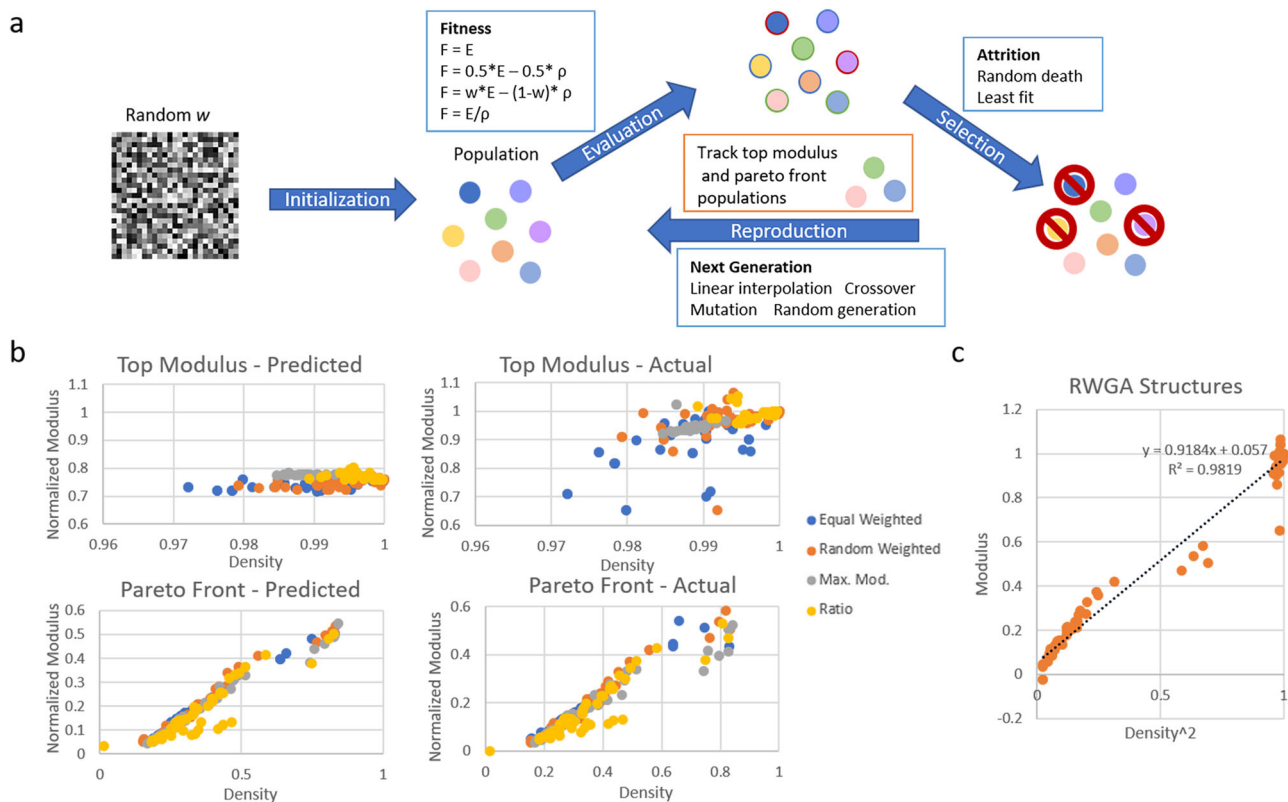 a
Random w
Initialization
Population
Fitness
F = E
F = 0.5*E – 0.5* ρ
F = w*E – (1-w)* ρ
F = E/ρ
Evaluation
Track top modulus
and pareto front
populations
Attrition
Random death
Least fit
Selection
Reproduction
Next Generation
Linear interpolation Crossover
Mutation Random generation
b
Top Modulus - Predicted
Normalized Modulus
1.1
1
0.9
0.8
0.7
0.6
0.96 0.97 0.98 0.99 1
Density
Top Modulus - Actual
Normalized Modulus
1.1
1
0.9
0.8
0.7
0.6
0.96 0.97 0.98 0.99 1
Density
Pareto Front - Predicted
Normalized Modulus
0.6
0.5
0.4
0.3
0.2
0.1
0
0 0.5 1
Density
Pareto Front - Actual
Normalized Modulus
0.6
0.4
0.2
0
0 0.2 0.4 0.6 0.8 1
Density
Equal Weighted
Random Weighted
Max. Mod.
Ratio
c
RWGA Structures
Modulus
1.2
1
0.8
0.6
0.4
0.2
0
-0.2
y = 0.9184x + 0.057
R² = 0.9819
0 0.5 1
Density^2